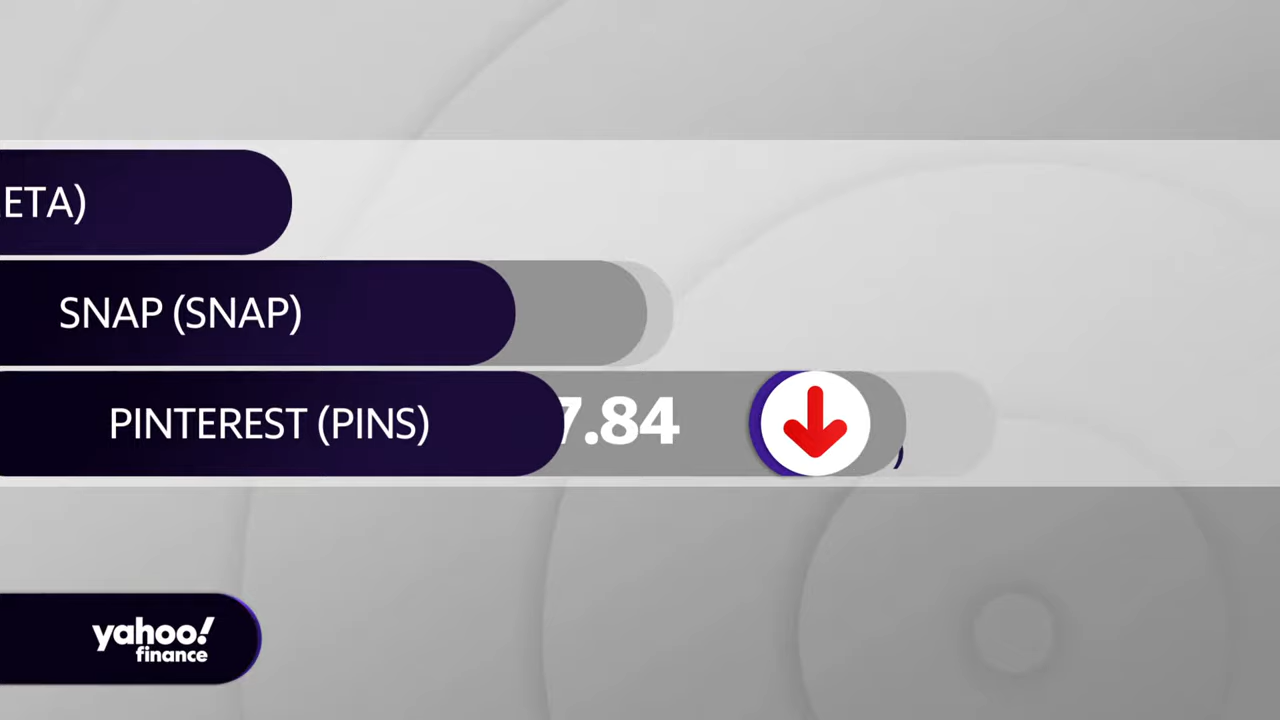 ETA)
SNAP (SNAP)
PINTEREST (PINS)
7.84
yahoo!
finance